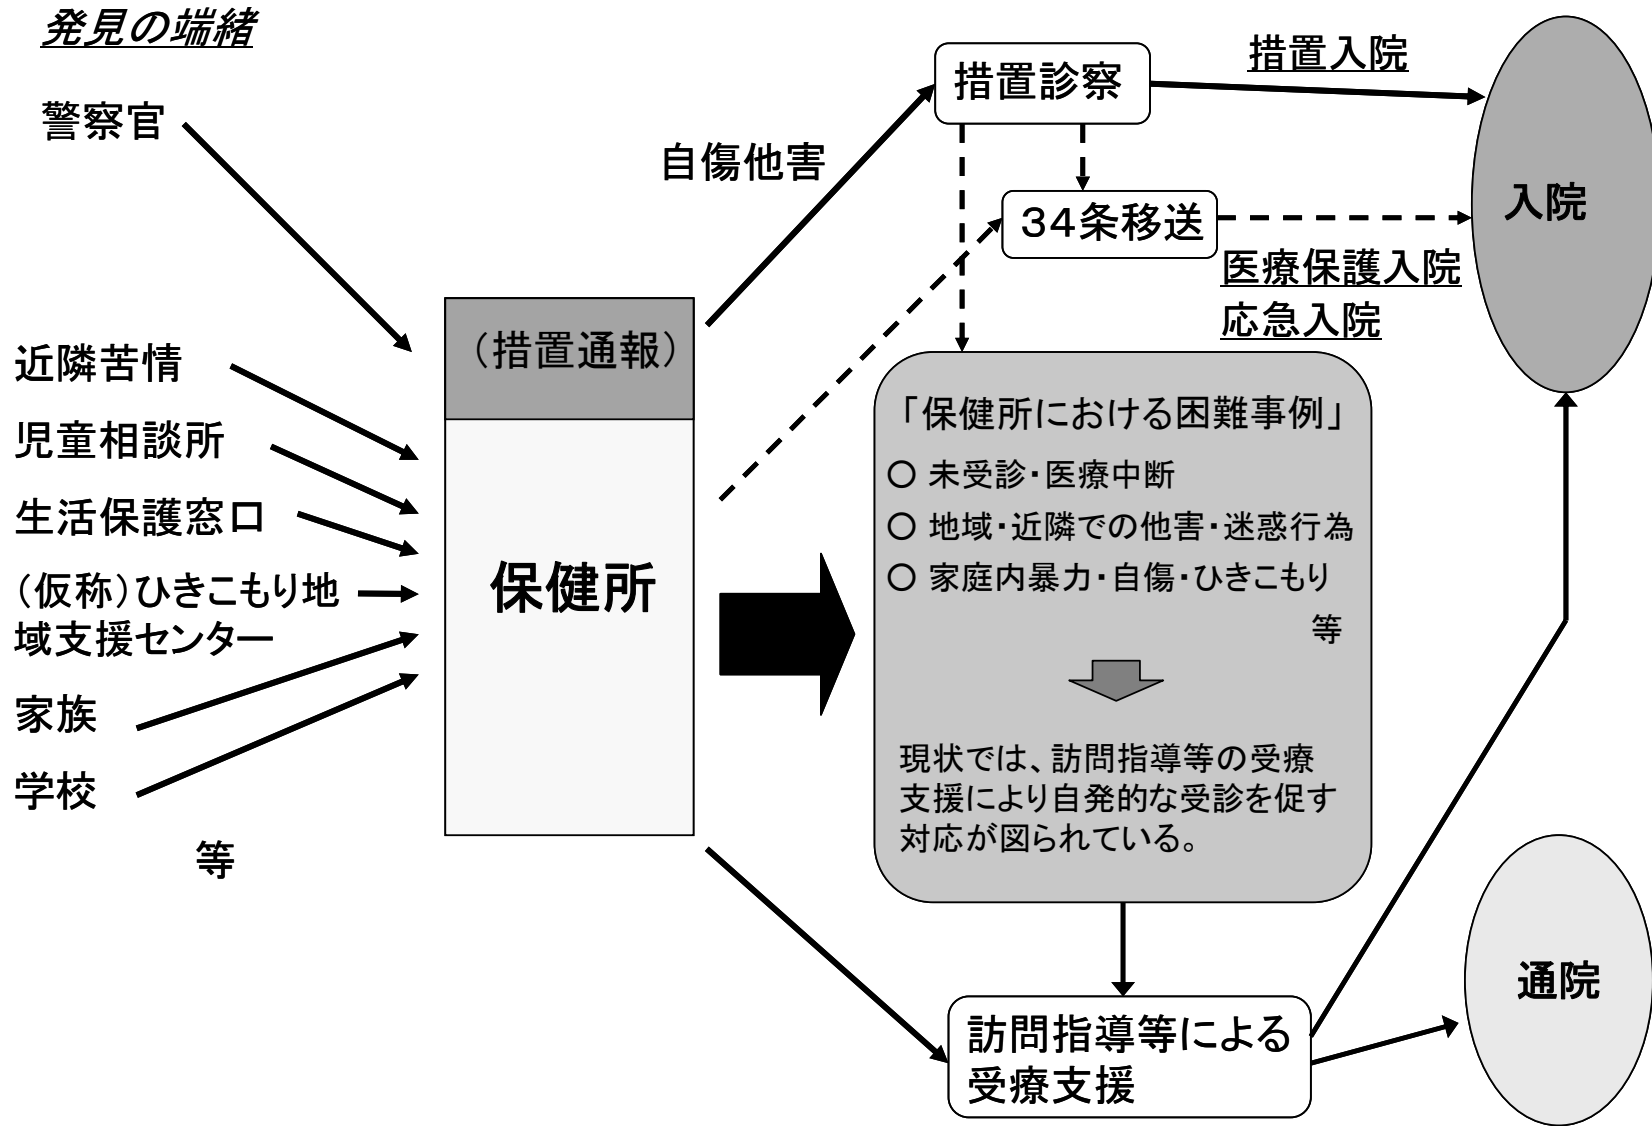 発見の端緒
警察官
近隣苦情
児童相談所
生活保護窓口
（仮称）ひきこもり地
域支援センター
家族
学校
等
（措置通報）
保健所
自傷他害
措置診察
措置入院
３４条移送
医療保護入院
応急入院
入院
「保健所における困難事例」
○ 未受診・医療中断
○ 地域・近隣での他害・迷惑行為
○ 家庭内暴力・自傷・ひきこもり
等
現状では、訪問指導等の受療
支援により自発的な受診を促す
対応が図られている。
訪問指導等による
受療支援
通院